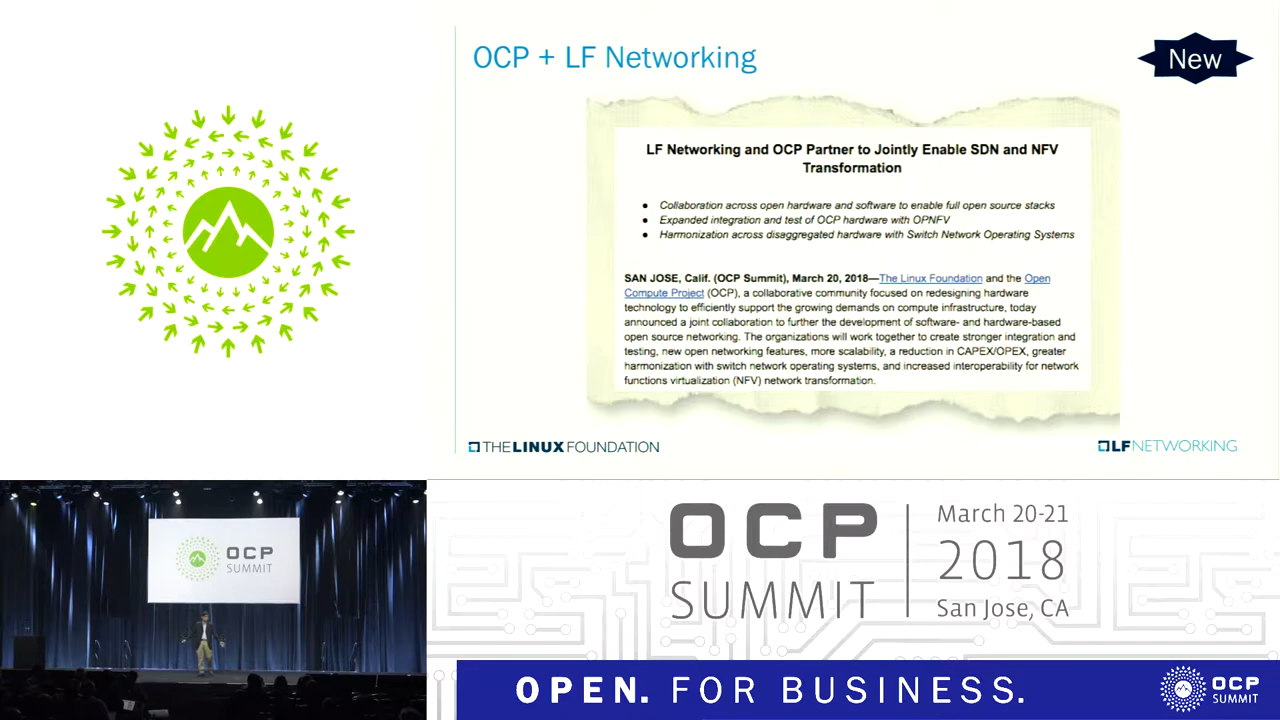 OCP + LF Networking
New
LF Networking and OCP Partner to Jointly Enable SDN and NFV
Transformation
● Collaboration across open hardware and software to enable full open source stacks
● Expanded integration and test of OCP hardware with OPNFV
● Harmonization across disaggregated hardware with Switch Network Operating Systems
SAN JOSE, Calif. (OCP Summit), March 20, 2018—The Linux Foundation and the Open
Compute Project (OCP), a collaborative community focused on redesigning hardware
technology to efficiently support the growing demands on compute infrastructure, today
announced a joint collaboration to further the development of software- and hardware-based
open source networking. The organizations will work together to create stronger integration and
testing, new open networking features, more scalability, a reduction in CAPEX/OPEX, greater
harmonization with switch network operating systems, and increased interoperability for network
functions virtualization (NFV) network transformation.
THE LINUX FOUNDATION
LFNETWORKING
OCP
SUMMIT
OCP
SUMMIT
March 20-21
2018
San Jose, CA
OPEN. FOR BUSINESS.
OCP
SUMMIT